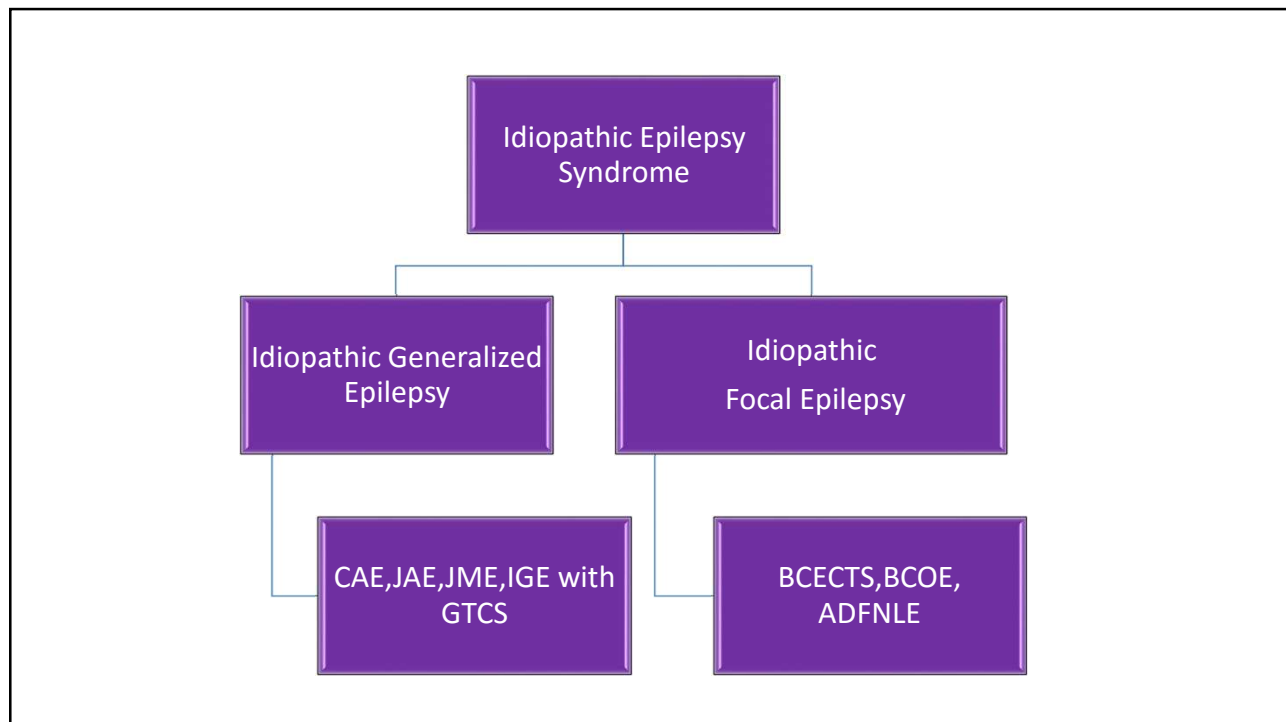 Idiopathic Epilepsy
Syndrome
Idiopathic Generalized
Epilepsy
Idiopathic
Focal Epilepsy
CAE,JAE,JME,IGE with
GTCS
BCECTS,BCOE,
ADFNLE